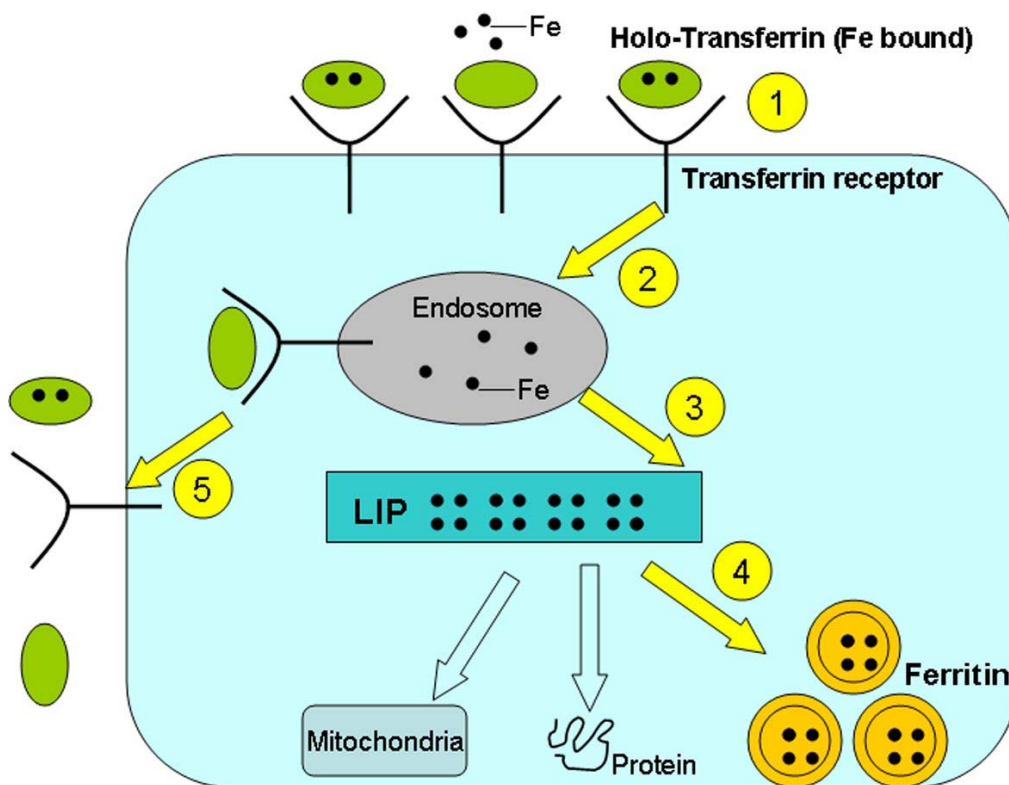 Fe
Holo-Transferrin (Fe bound)
1
Transferrin receptor
2
Endosome
Fe
3
5
LIP
4
Ferritin
Mitochondria
Protein